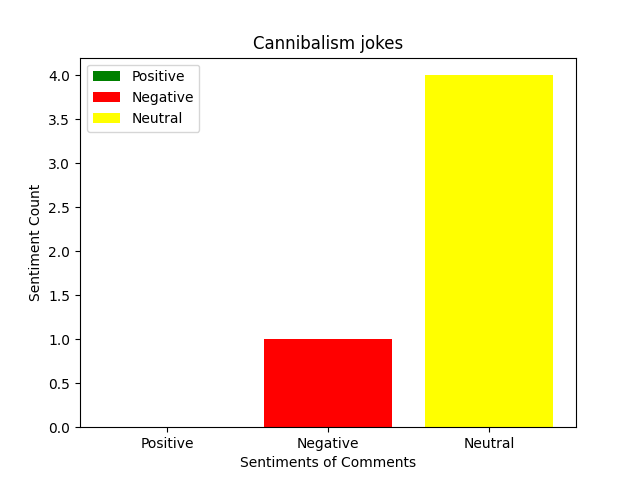 Cannibalism jokes
Positive
Negative
Neutral
4.0
3.5
3.0
2.5
2.0
1.5
1.0
0.5
0.0
Sentiment Count
Positive Negative Neutral
Sentiments of Comments